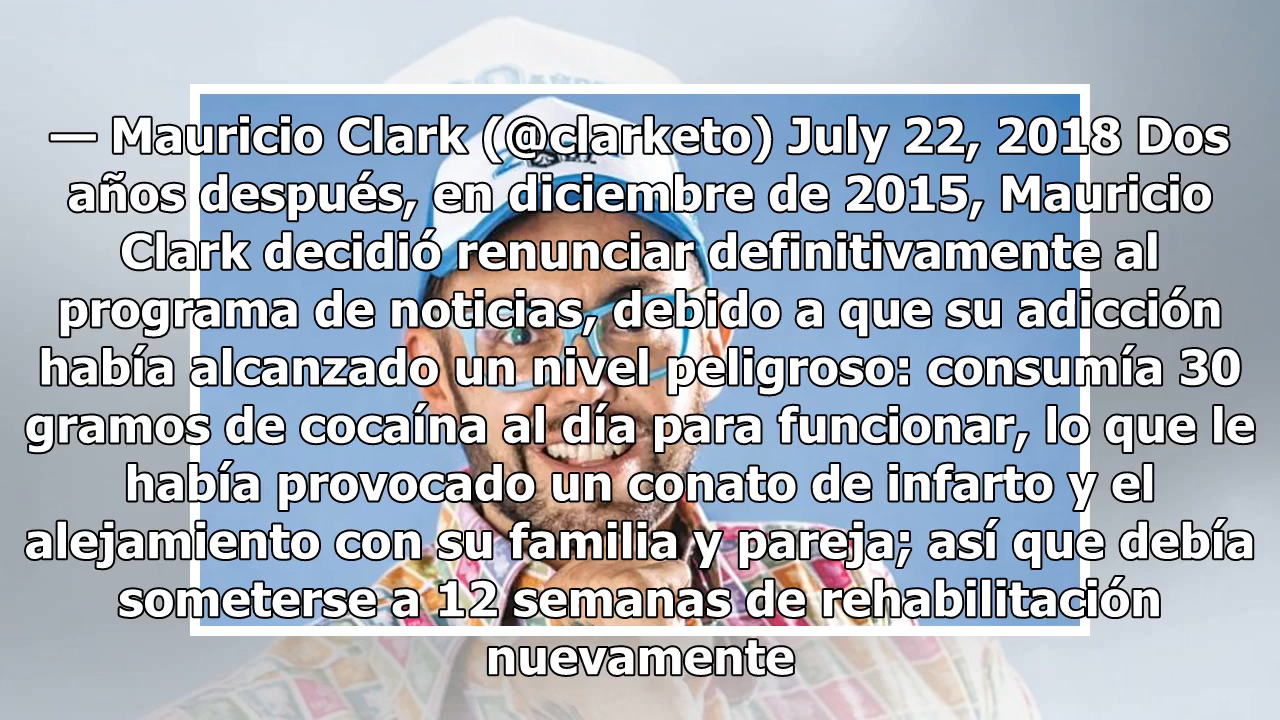 — Mauricio Clark (@clarketo) July 22, 2018 Dos
años después, en diciembre de 2015, Mauricio
Clark decidió renunciar definitivamente al
programa de noticias, debido a que su adicción
había alcanzado un nivel peligroso: consumía 30
gramos de cocaína al día para funcionar, lo que le
había provocado un conato de infarto y el
alejamiento con su familia y pareja; así que debía
someterse a 12 semanas de rehabilitación
nuevamente